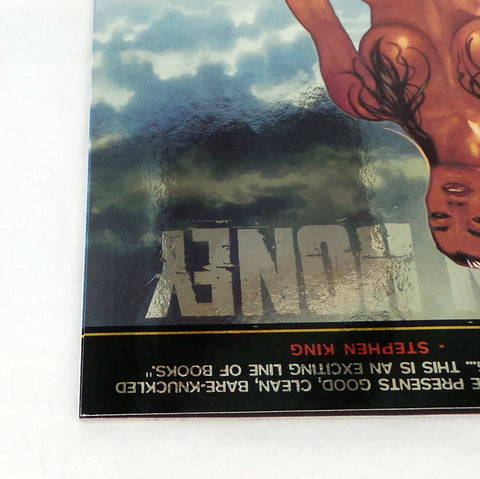 E PRESENTS GOOD, CLEAN, BARE-KNUCKLED
G... THIS IS AN EXCITING LINE OF BOOKS."
- STEPHEN KING
HONEY